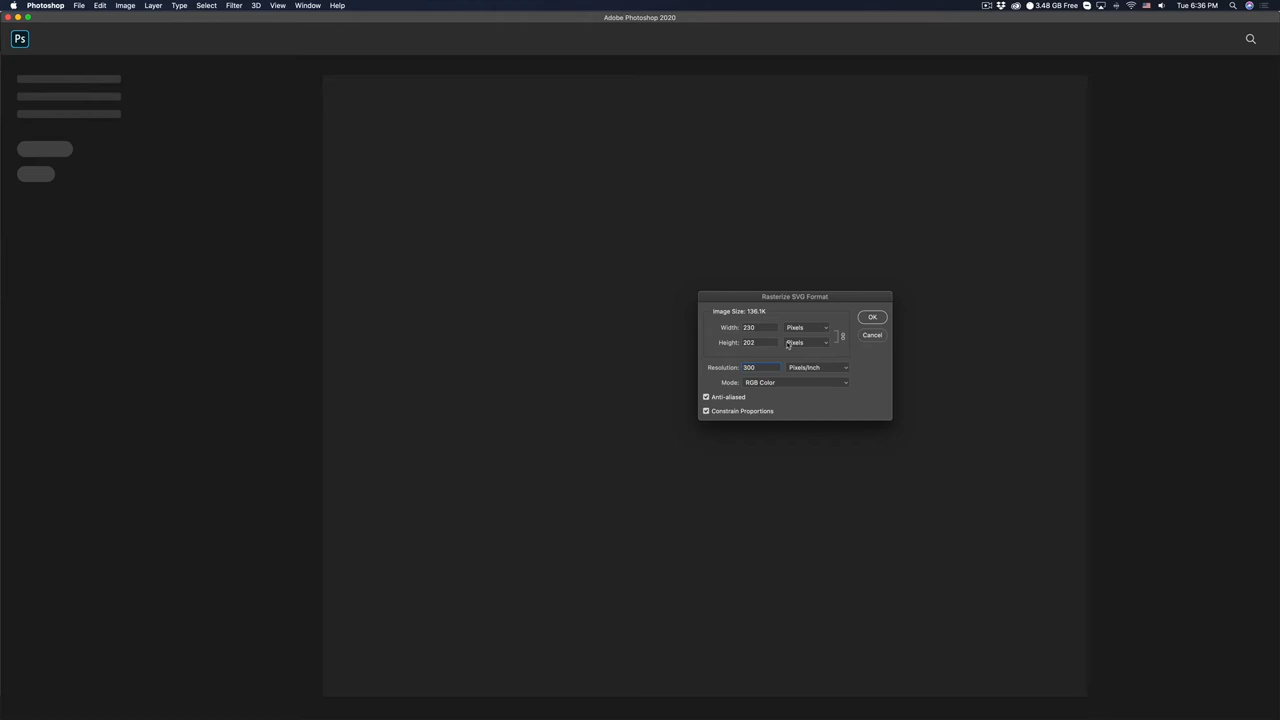 Photoshop File Edit Image Layer Type Select Filter 3D View Window Help 3.48 GB Free Tue 6:36 PM
Adobe Photoshop 2020
Ps
Rasterize SVG Format
Image Size: 136.1K
Width: 230 Pixels OK
Height: 202 Pixels Cancel
Resolution: 300 Pixels/Inch
Mode: RGB Color
Anti-aliased
Constrain Proportions